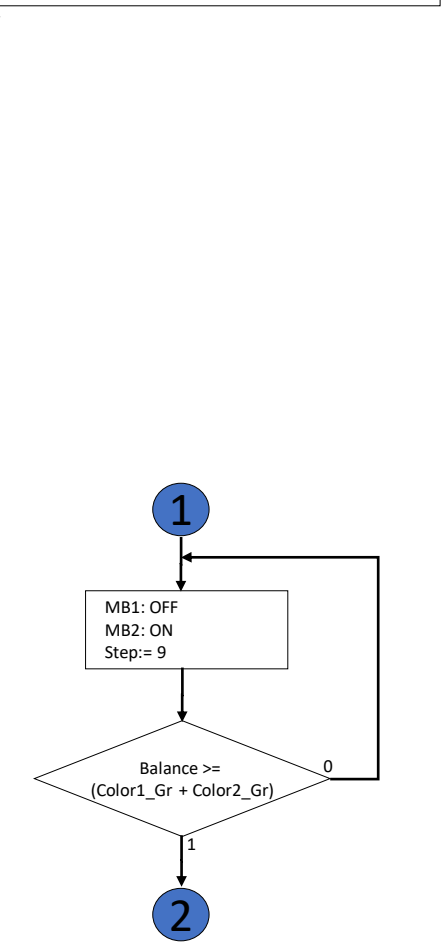 1
MB1: OFF
MB2: ON
Step:= 9
Balance >=
(Color1_Gr + Color2_Gr)
0
1
2